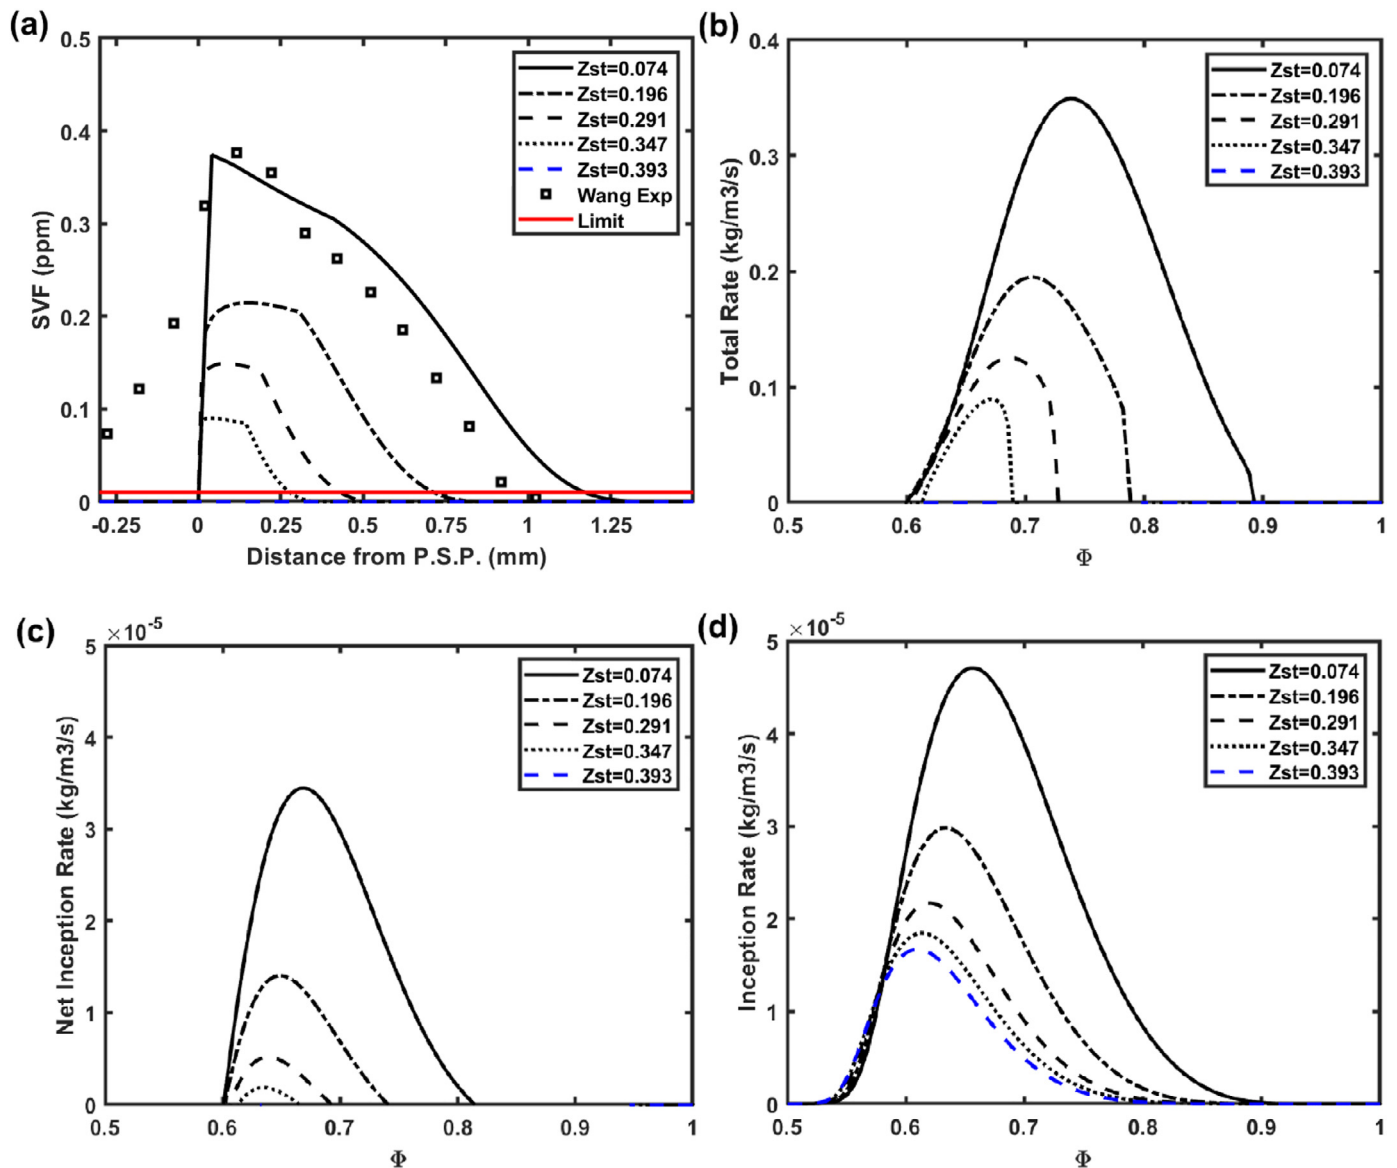 (a)
0.5
0.4
0.3
0.2
0.1
0
SVF (ppm)
-0.25
0
0.25
0.5
0.75
1
1.25
Distance from P.S.P. (mm)
Zst=0.074
Zst=0.196
Zst=0.291
Zst=0.347
Zst=0.393
Wang Exp
Limit
(b)
0.4
0.3
0.2
0.1
0
Total Rate (kg/m3/s)
0.5
0.6
0.7
0.8
0.9
1
Φ
Zst=0.074
Zst=0.196
Zst=0.291
Zst=0.347
Zst=0.393
(c)
×10-5
5
4
3
2
1
0
Net Inception Rate (kg/m3/s)
0.5
0.6
0.7
0.8
0.9
1
Φ
Zst=0.074
Zst=0.196
Zst=0.291
Zst=0.347
Zst=0.393
(d)
×10-5
5
4
3
2
1
0
Inception Rate (kg/m3/s)
0.5
0.6
0.7
0.8
0.9
1
Φ
Zst=0.074
Zst=0.196
Zst=0.291
Zst=0.347
Zst=0.393